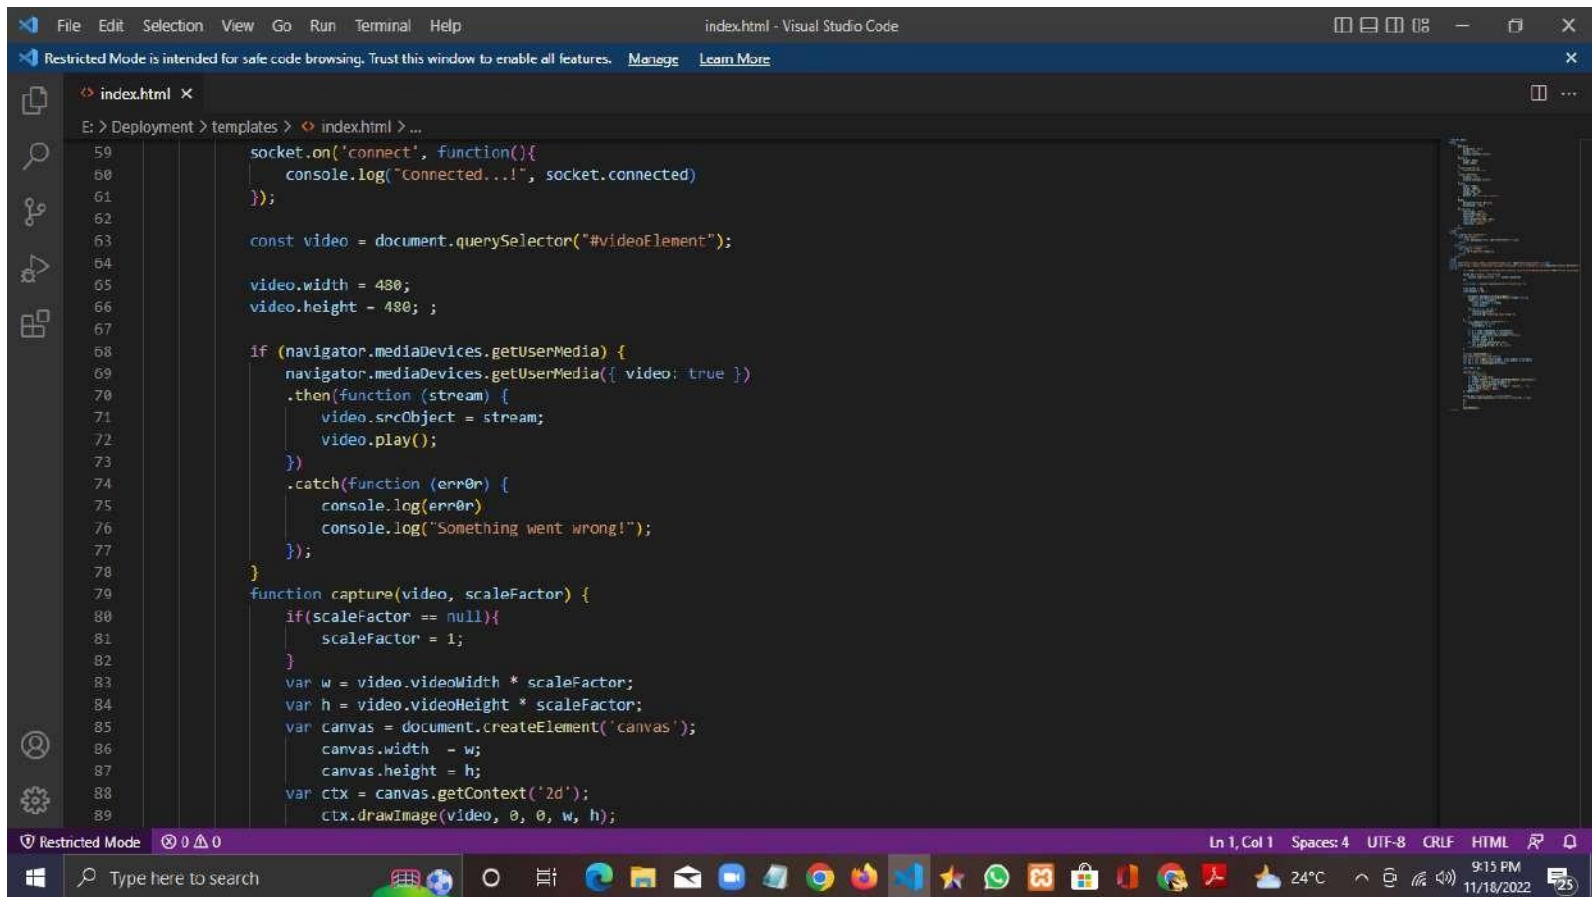 File Edit Selection View Go Run Terminal Help index.html - Visual Studio Code
Restricted Mode is intended for safe code browsing. Trust this window to enable all features. Manage Learn More
index.html
E: > Deployment > templates > index.html > ...
59 socket.on('connect', function(){
60 console.log("Connected...!", socket.connected)
61 });
62
63 const video = document.querySelector("#videoElement");
64
65 video.width = 480;
66 video.height = 480; ;
67
68 if (navigator.mediaDevices.getUserMedia) {
69 navigator.mediaDevices.getUserMedia({ video: true })
70 .then(function (stream) {
71 video.srcObject = stream;
72 video.play();
73 })
74 .catch(function (err0r) {
75 console.log(err0r)
76 console.log("Something went wrong!");
77 });
78 }
79 function capture(video, scaleFactor) {
80 if(scaleFactor == null){
81 scaleFactor = 1;
82 }
83 var w = video.videoWidth * scaleFactor;
84 var h = video.videoHeight * scaleFactor;
85 var canvas = document.createElement('canvas');
86 canvas.width  = w;
87 canvas.height = h;
88 var ctx = canvas.getContext('2d');
89 ctx.drawImage(video, 0, 0, w, h);
Restricted Mode 0 0 Ln 1, Col 1 Spaces: 4 UTF-8 CRLF HTML
Type here to search 24°C 9:15 PM
11/18/2022 25